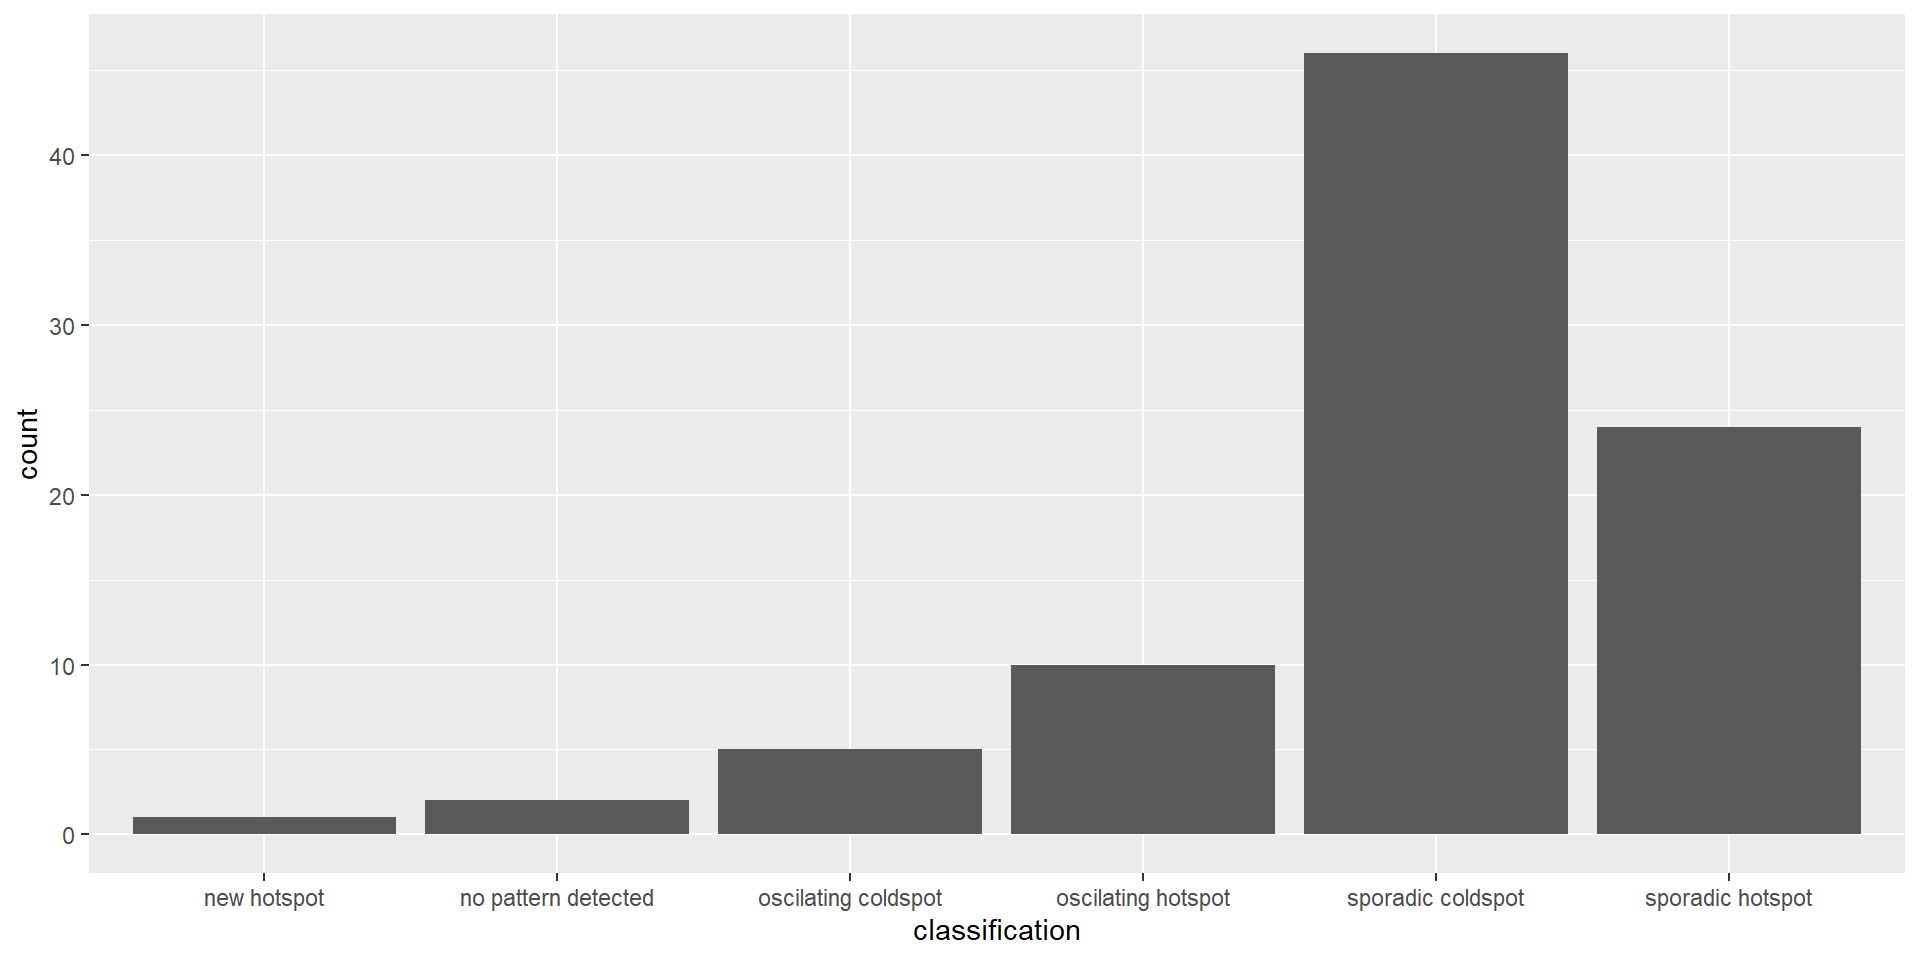 count
40
30
20
10
0
new hotspot
no pattern detected
oscilating coldspot
oscilating hotspot
sporadic coldspot
sporadic hotspot
classification